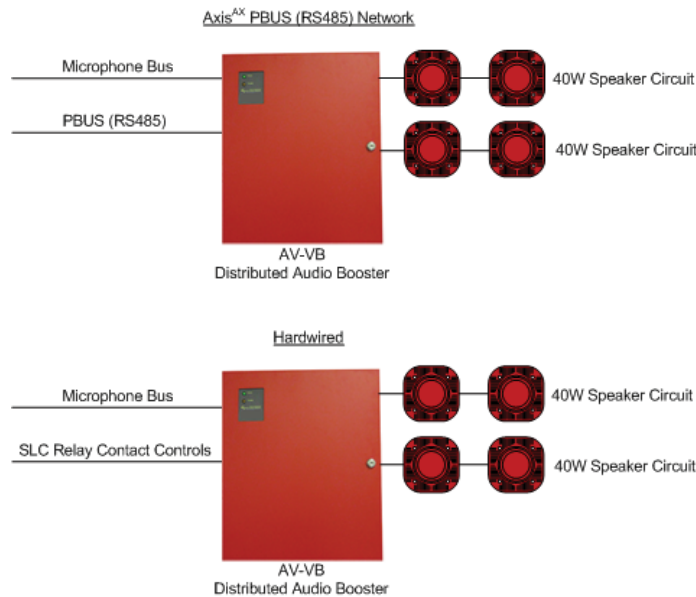 Axis^AX PBUS (RS485) Network
Microphone Bus
40W Speaker Circuit
PBUS (RS485)
40W Speaker Circuit
AV-VB
Distributed Audio Booster
Hardwired
Microphone Bus
40W Speaker Circuit
SLC Relay Contact Controls
40W Speaker Circuit
AV-VB
Distributed Audio Booster